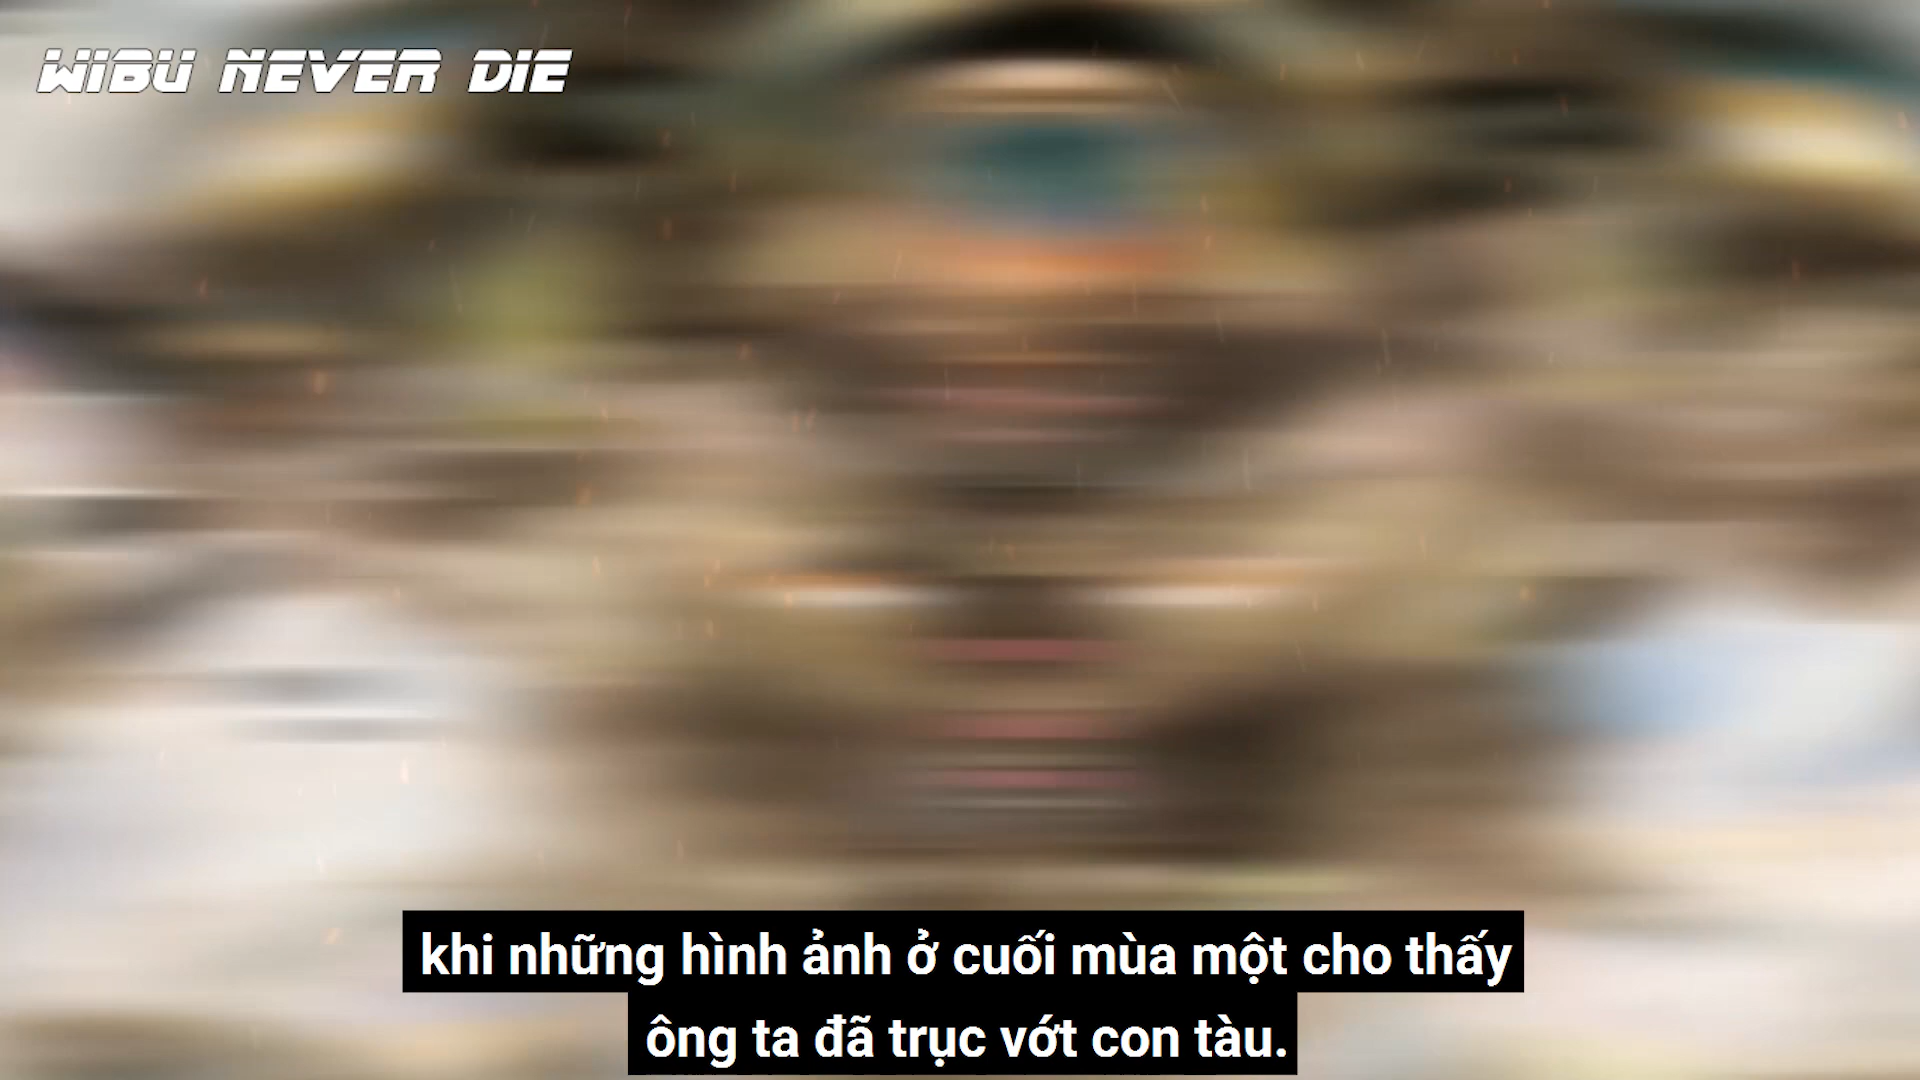 WIBU NEVER DIE
khi những hình ảnh ở cuối mùa một cho thấy
ông ta đã trục vớt con tàu.